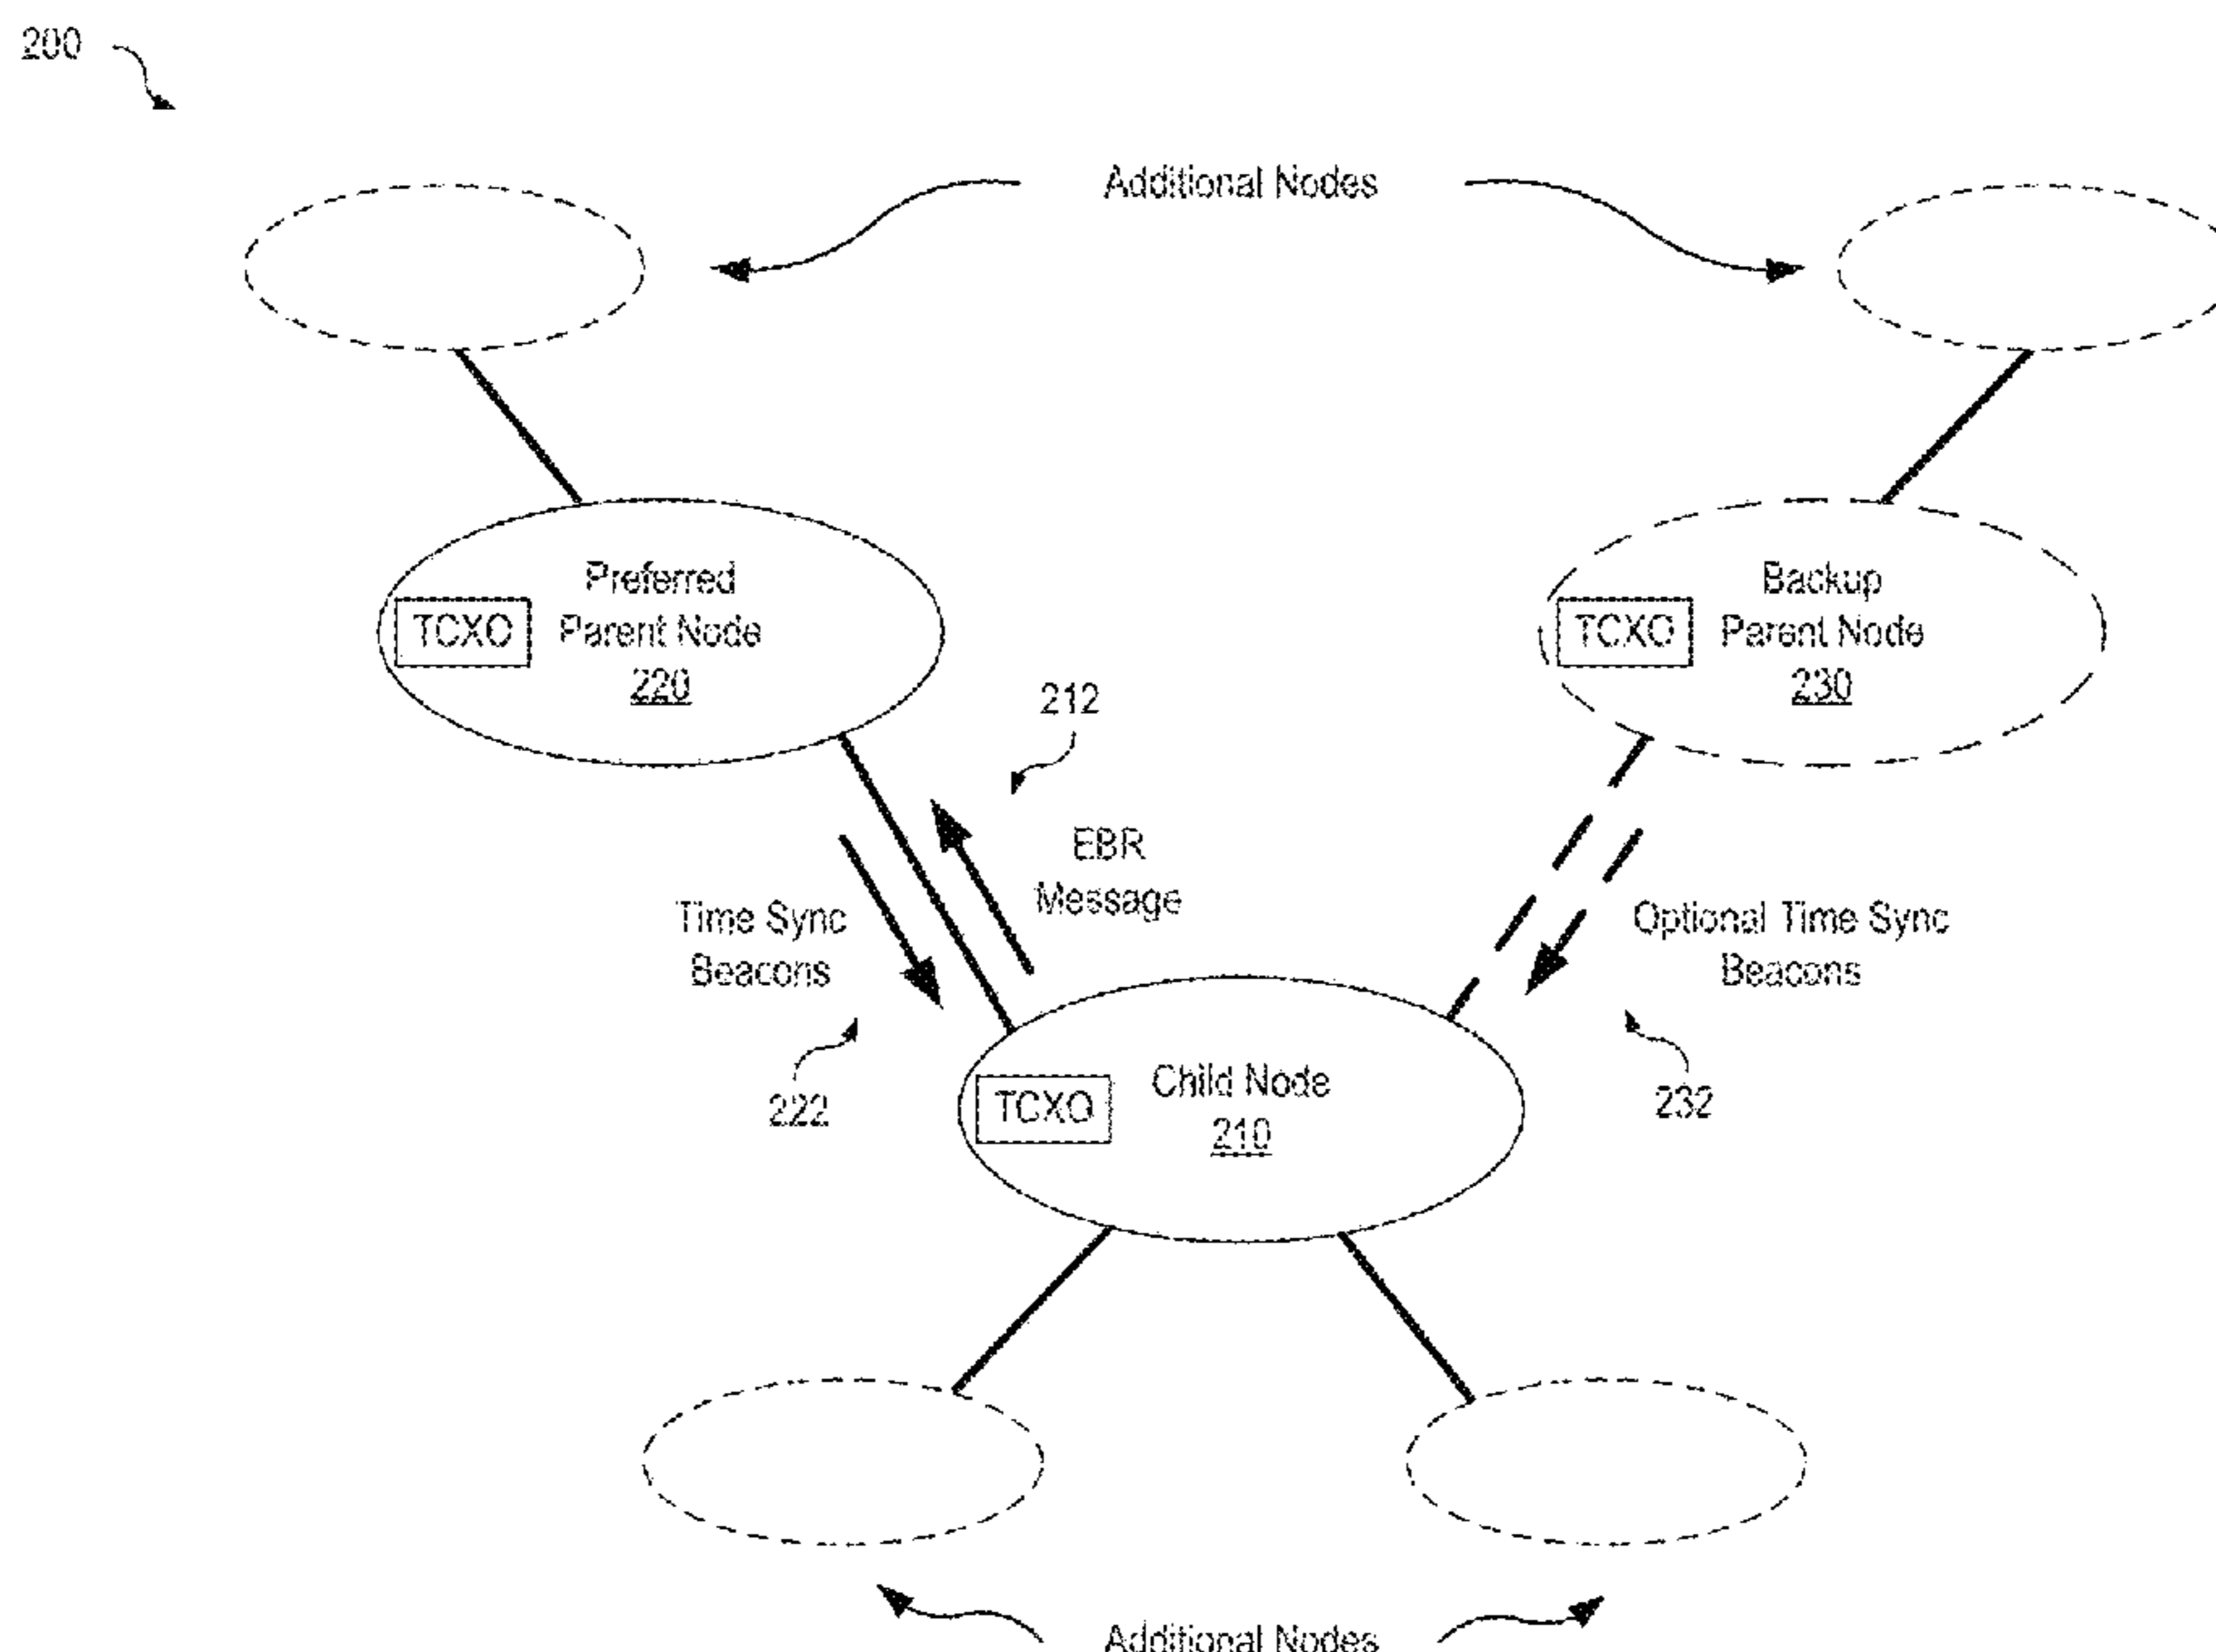 200
Additional Nodes
Preferred
Parent Node
220
TCXO
Backup
Parent Node
230
TCXO
212
EBR
Message
Time Sync
Beacons
222
Optional Time Sync
Beacons
232
Child Node
210
TCXO
Additional Nodes